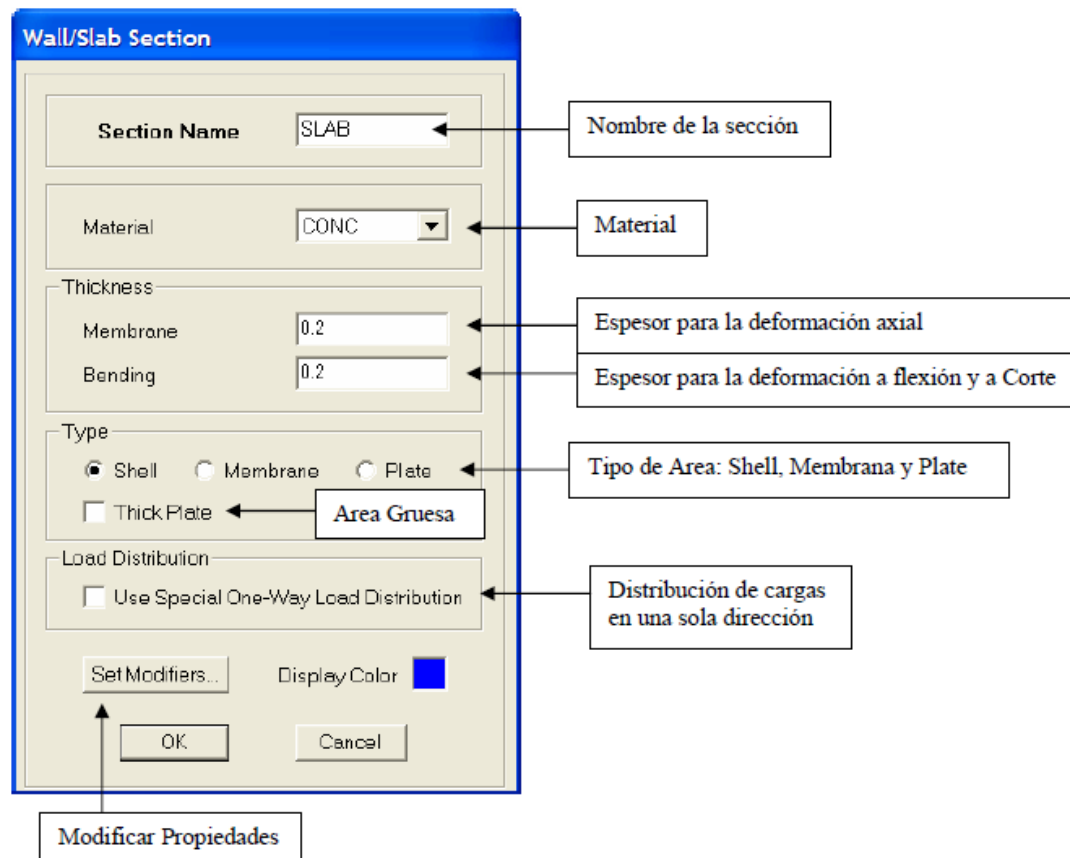 Wall/Slab Section
Section Name
SLAB
Nombre de la sección
Material
CONC
Material
Thickness
Membrane
0.2
Espesor para la deformación axial
Bending
0.2
Espesor para la deformación a flexión y a Corte
Type
Shell
Membrane
Plate
Tipo de Area: Shell, Membrana y Plate
Thick Plate
Area Gruesa
Load Distribution
Use Special One-Way Load Distribution
Distribución de cargas
en una sola dirección
Set Modifiers...
Display Color
OK
Cancel
Modificar Propiedades